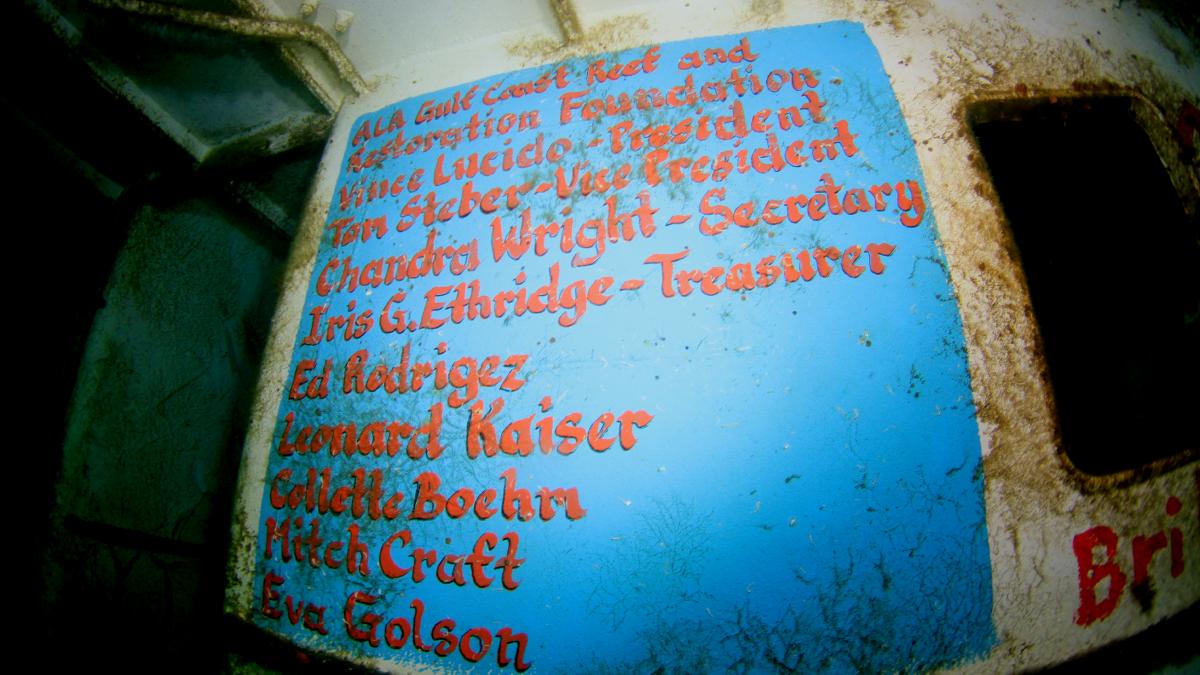 ALA Gulf Coast Reef and
Restoration Foundation.
Vince Lucido - President
Tom Steber - Vice President
Chandra Wright - Secretary
Iris G. Ethridge - Treasurer
Ed Rodrigez
Leonard Kaiser
Collette Boehm
Mitch Craft
Eva Golson
Bri